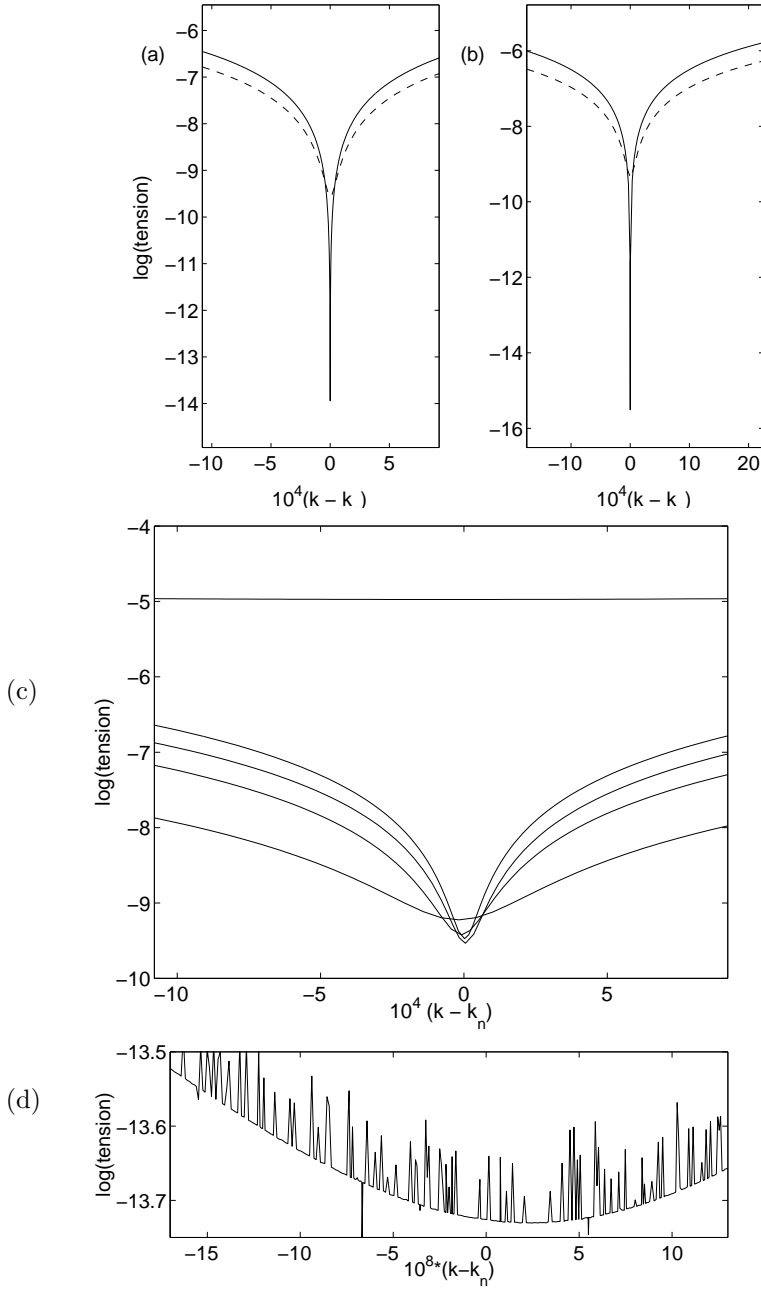 (a)
(b)
log(tension)
−6
−7
−8
−9
−10
−11
−12
−13
−14
−10 −5 0 5
10^4(k − k
−6
−8
−10
−12
−14
−16
−10 0 10 20
10^4(k − k
(c)
log(tension)
−4
−5
−6
−7
−8
−9
−10
−10 −5 0 5
10^4 (k − k_n)
(d)
log(tension)
−13.5
−13.6
−13.7
−15 −10 −5 0 5 10
10^8*(k−k_n)